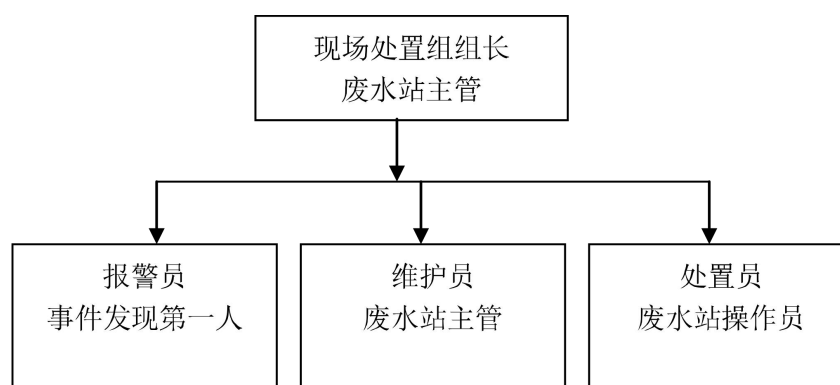 现场处置组组长
废水站主管
报警员
事件发现第一人
维护员
废水站主管
处置员
废水站操作员